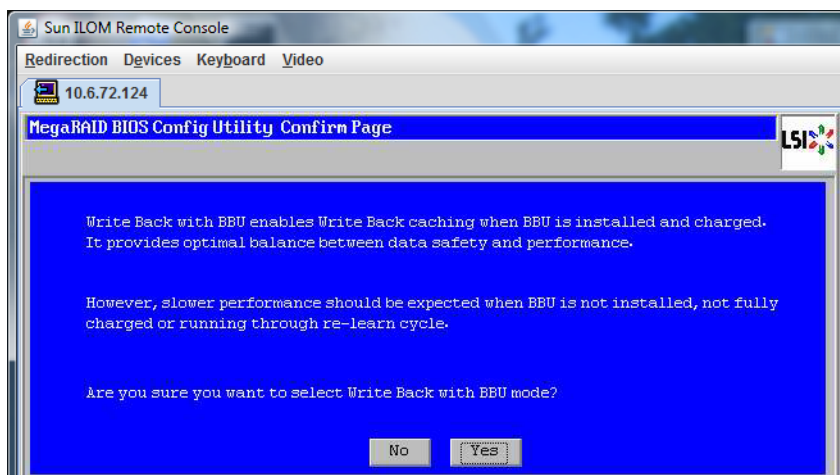 Sun ILOM Remote Console
Redirection Devices Keyboard Video
10.6.72.124
MegaRAID BIOS Config Utility Confirm Page
LSI
Write Back with BBU enables Write Back caching when BBU is installed and charged.
It provides optimal balance between data safety and performance.
However, slower performance should be expected when BBU is not installed, not fully
charged or running through re-learn cycle.
Are you sure you want to select Write Back with BBU mode?
No Yes